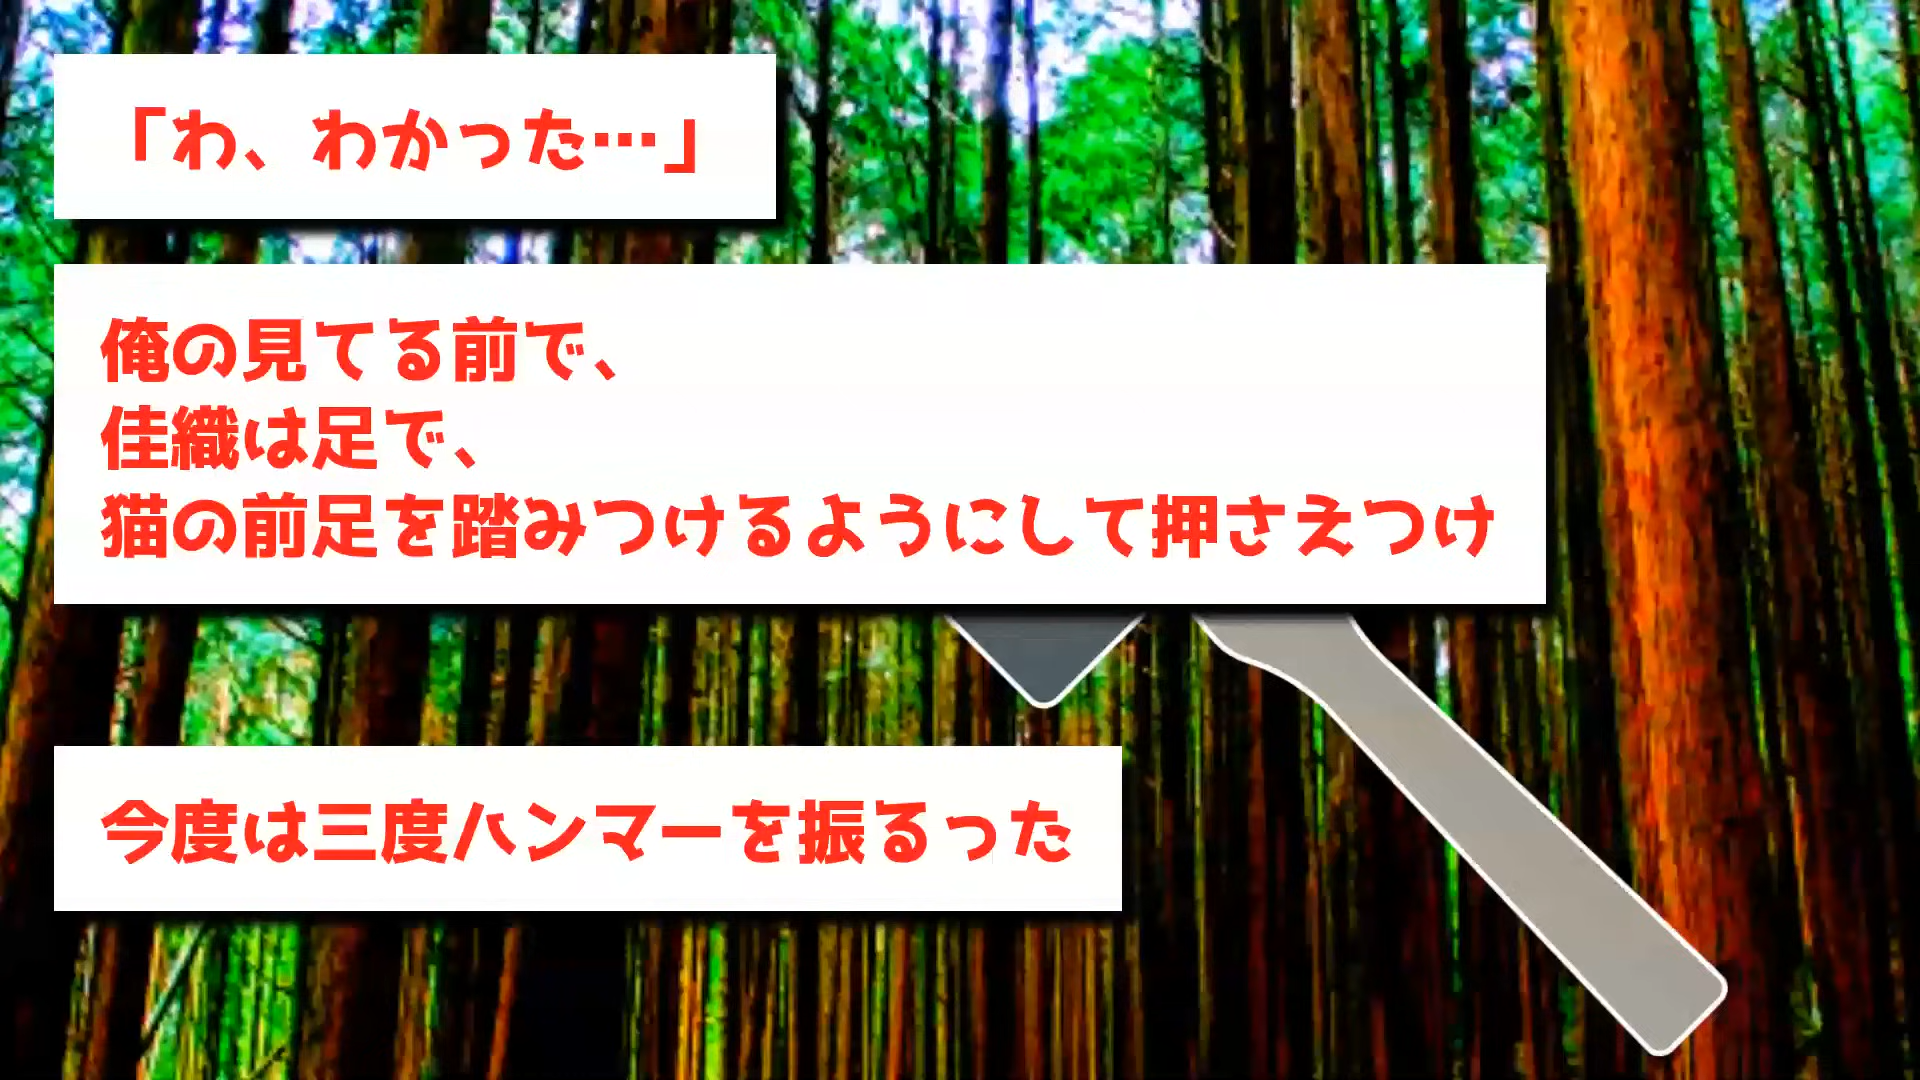 「わ、わかった…」
俺の見てる前で、
佳織は足で、
猫の前足を踏みつけるようにして押さえつけ
今度は三度ハンマーを振るった